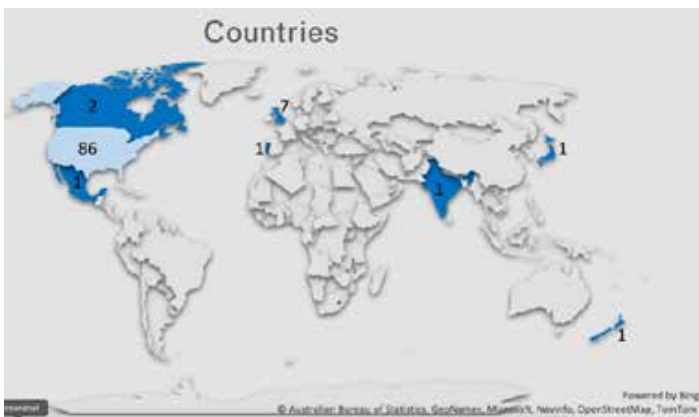 Countries
2
7
86
1
1
1
1
1
Powered by Bing
© Australian Bureau of Statistics, GeoNames, Microsoft, Navinfo, OpenStreetMap, TomTom